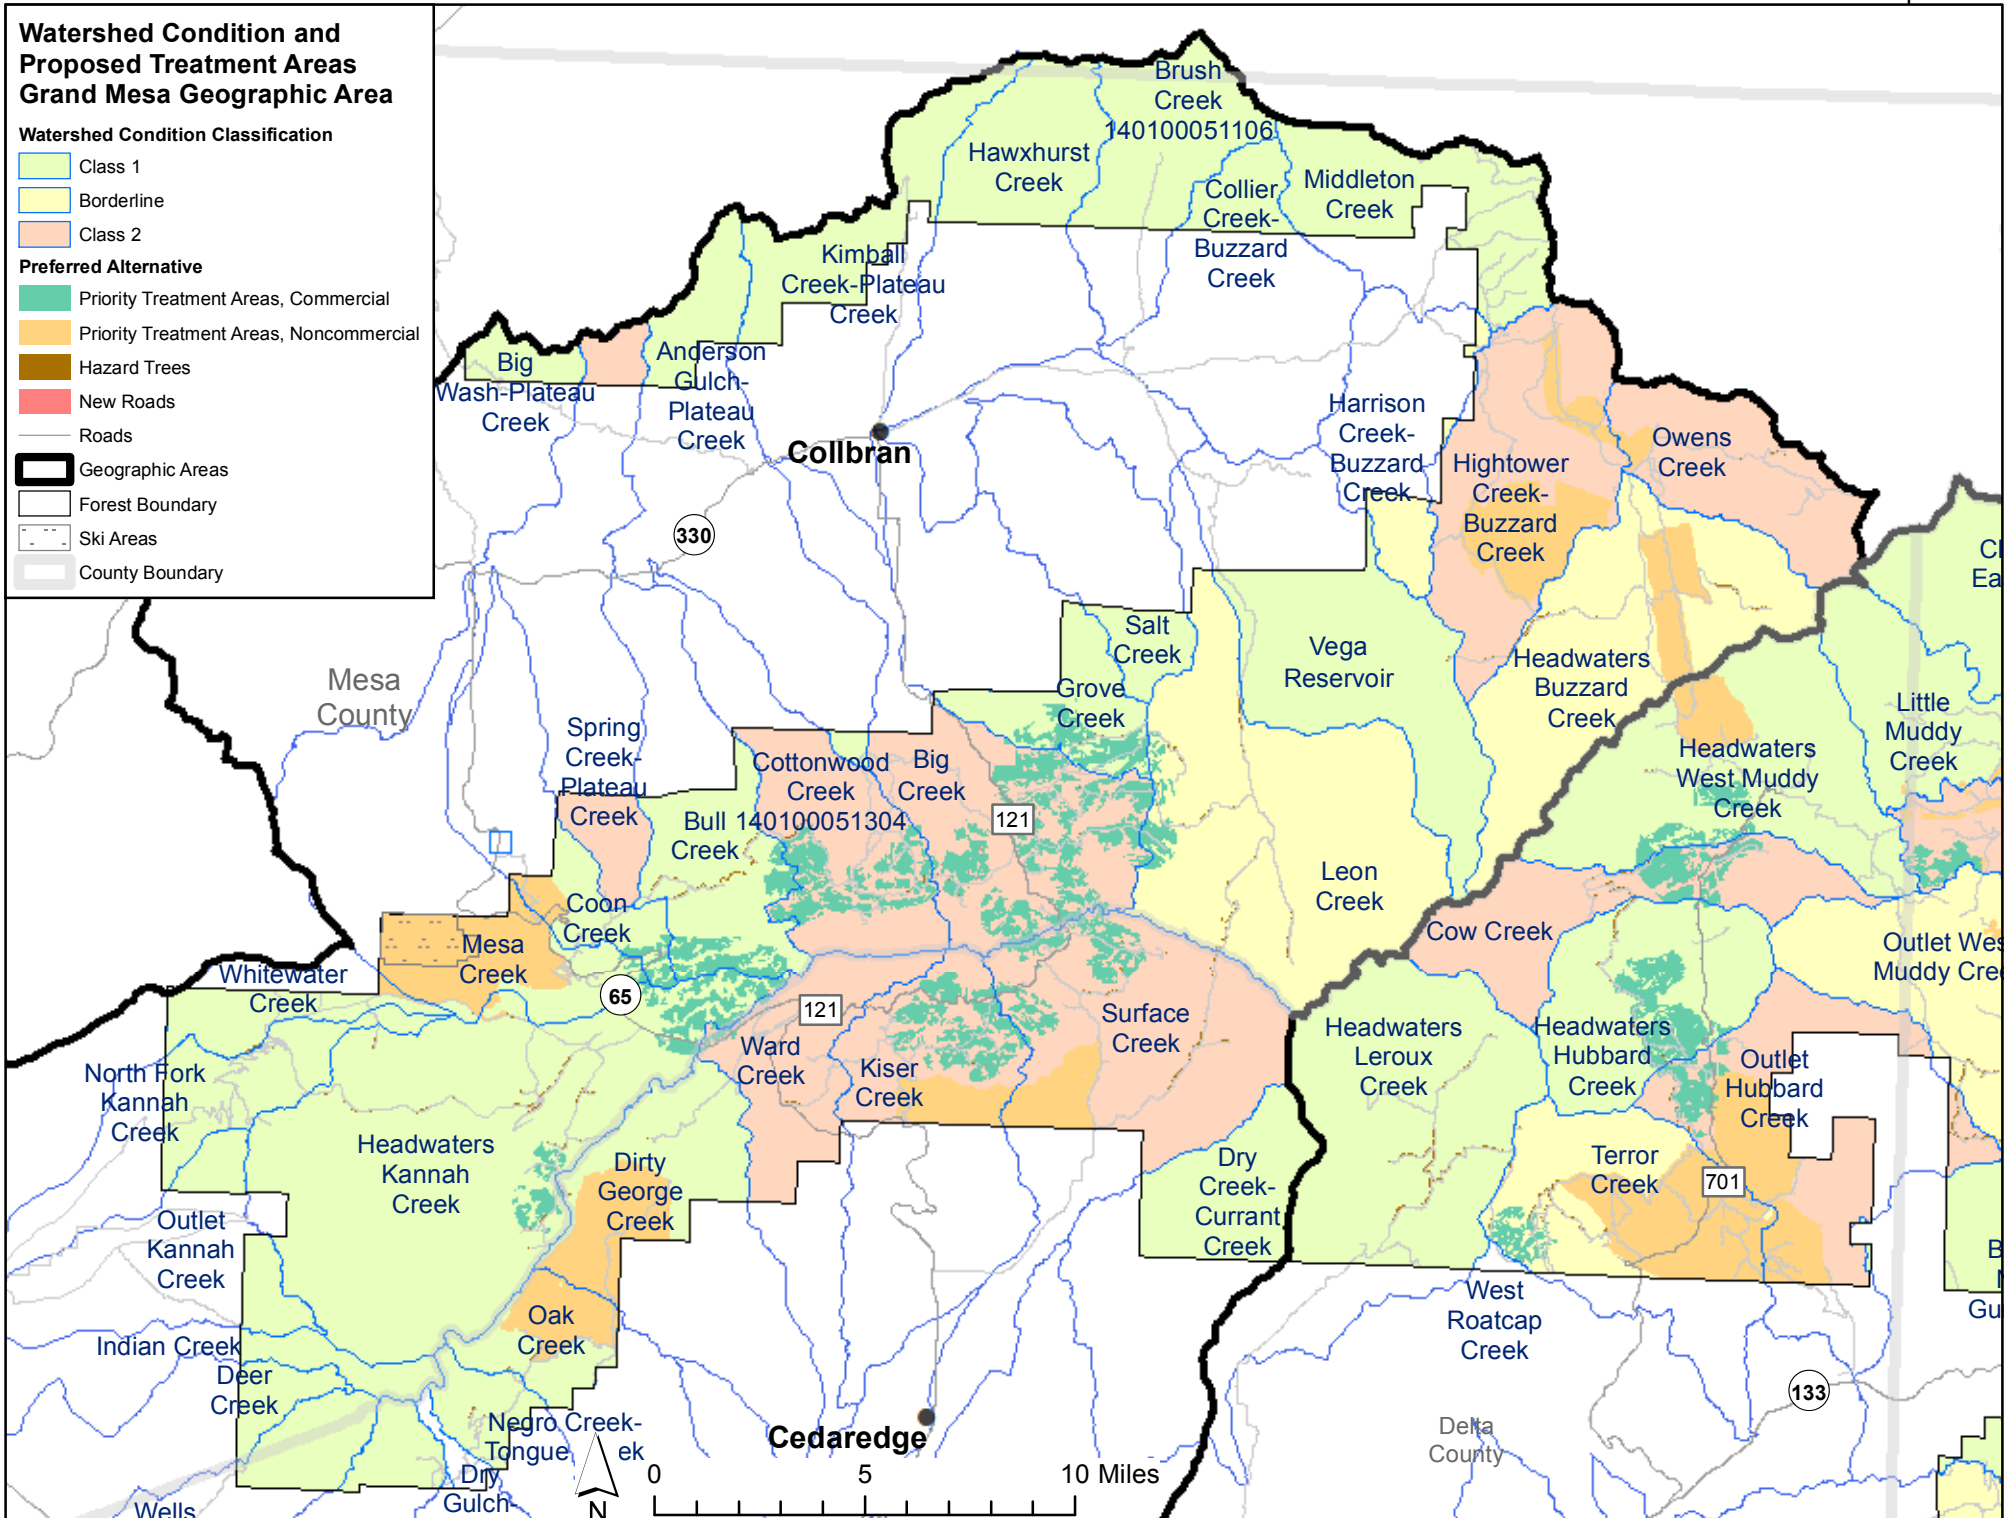 Watershed Condition and
Proposed Treatment Areas
Grand Mesa Geographic Area
Watershed Condition Classification
Class 1
Borderline
Class 2
Preferred Alternative
Priority Treatment Areas, Commercial
Priority Treatment Areas, Noncommercial
Hazard Trees
New Roads
Roads
Geographic Areas
Forest Boundary
Ski Areas
County Boundary
Brush
Creek
140100051106
Hawxhurst
Creek
Collier
Creek-
Buzzard
Creek
Middleton
Creek
Kimball
Creek-Plateau
Creek
Big
Wash-Plateau
Creek
Anderson
Gulch-
Plateau
Creek
Collbran
330
Harrison
Creek-
Buzzard
Creek
Hightower
Creek-
Buzzard
Creek
Owens
Creek
Cl
Ea
Salt
Creek
Vega
Reservoir
Headwaters
Buzzard
Creek
Grove
Creek
Mesa
County
Spring
Creek-
Plateau
Creek
Little
Muddy
Creek
Headwaters
West Muddy
Creek
Cottonwood
Creek
140100051304
Big
Creek
121
Bull
Creek
Leon
Creek
Coon
Creek
Cow Creek
Outlet Wes
Muddy Cree
Mesa
Creek
Whitewater
Creek
65
121
Surface
Creek
Headwaters
Leroux
Creek
Headwaters
Hubbard
Creek
Outlet
Hubbard
Creek
Ward
Creek
Kiser
Creek
North Fork
Kannah
Creek
Headwaters
Kannah
Creek
Dirty
George
Creek
Dry
Creek-
Currant
Creek
Terror
Creek
701
Outlet
Kannah
Creek
B
N
Gu
Oak
Creek
West
Roatcap
Creek
Indian Creek
Deer
Creek
133
Negro Creek-
Tongue ek
Cedaredge
Delta
County
Dry
Gulch-
Wells
N
0 5 10 Miles